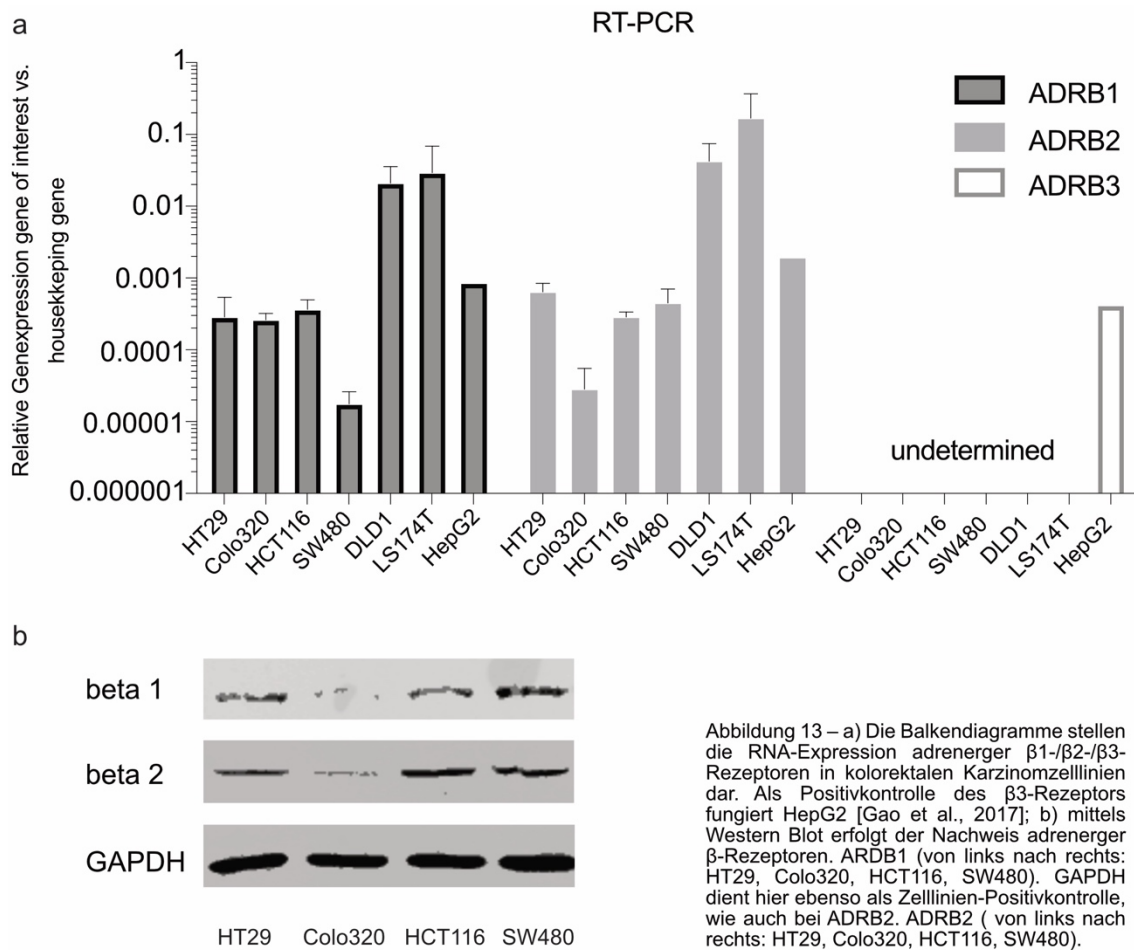 a
RT-PCR
Relative Genexpression gene of interest vs.
housekkeping gene
1
0.1
0.01
0.001
0.0001
0.00001
0.000001
ADRB1
ADRB2
ADRB3
undetermined
HT29
Colo320
HCT116
SW480
DLD1
LS174T
HepG2
HT29
Colo320
HCT116
SW480
DLD1
LS174T
HepG2
HT29
Colo320
HCT116
SW480
DLD1
LS174T
HepG2
b
beta 1
beta 2
GAPDH
HT29 Colo320 HCT116 SW480
Abbildung 13 – a) Die Balkendiagramme stellen
die RNA-Expression adrenerger β1-/β2-/β3-
Rezeptoren in kolorektalen Karzinomzelllinien
dar. Als Positivkontrolle des β3-Rezeptors
fungiert HepG2 [Gao et al., 2017]; b) mittels
Western Blot erfolgt der Nachweis adrenerger
β-Rezeptoren. ARDB1 (von links nach rechts:
HT29, Colo320, HCT116, SW480). GAPDH
dient hier ebenso als Zelllinien-Positivkontrolle,
wie auch bei ADRB2. ADRB2 ( von links nach
rechts: HT29, Colo320, HCT116, SW480).